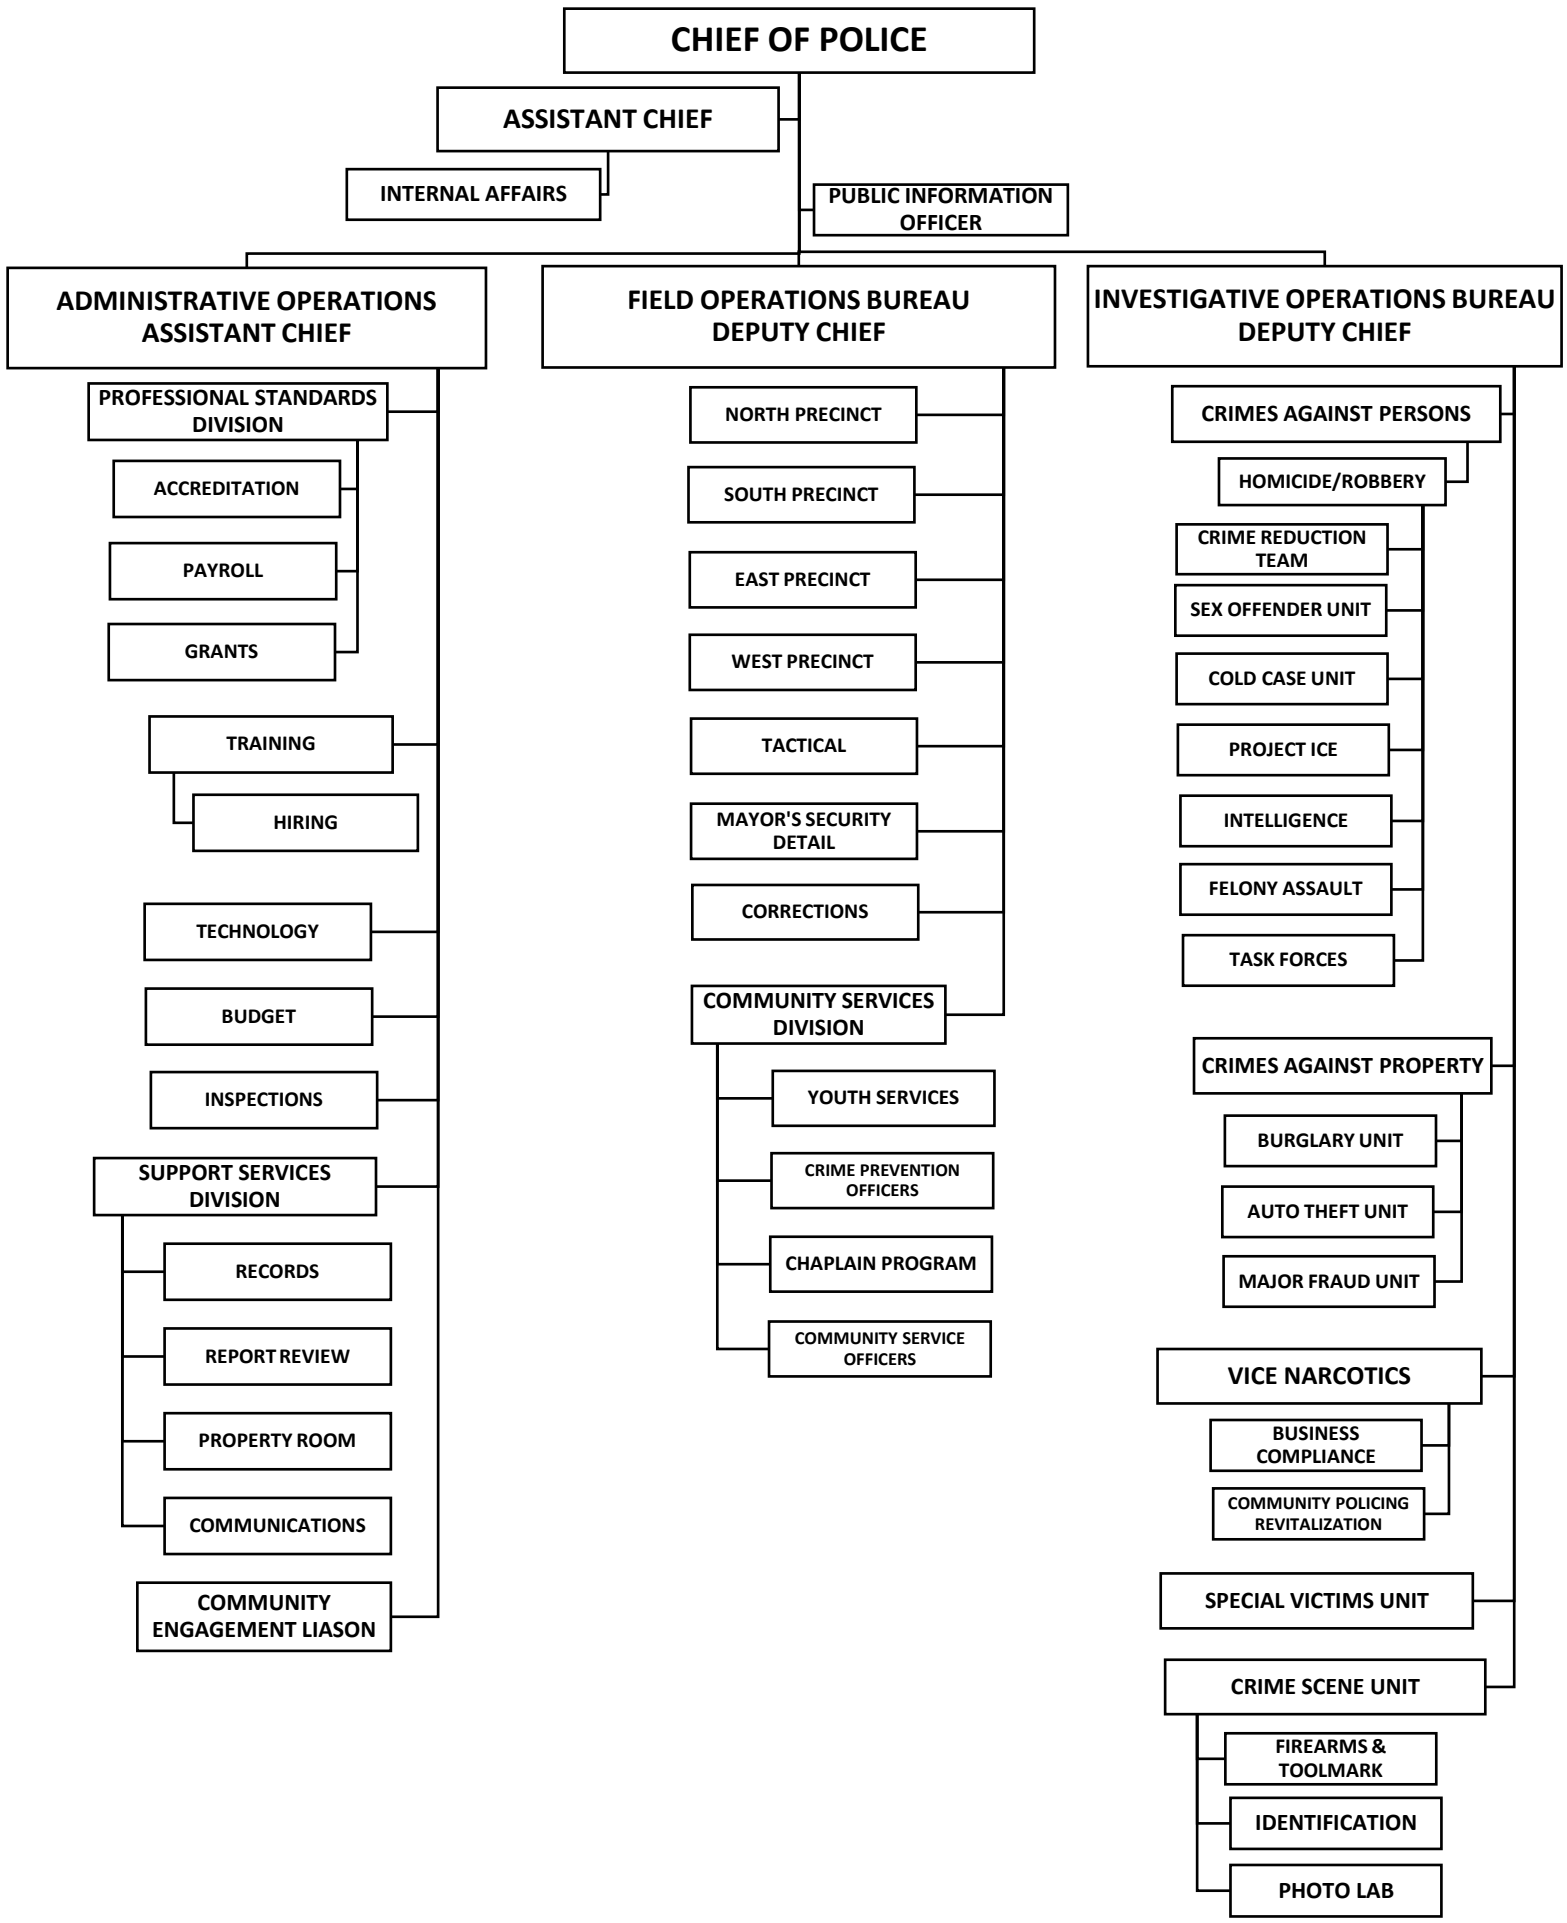 CHIEF OF POLICE
ASSISTANT CHIEF
INTERNAL AFFAIRS
PUBLIC INFORMATION
OFFICER
ADMINISTRATIVE OPERATIONS
ASSISTANT CHIEF
PROFESSIONAL STANDARDS
DIVISION
ACCREDITATION
PAYROLL
GRANTS
TRAINING
HIRING
TECHNOLOGY
BUDGET
INSPECTIONS
SUPPORT SERVICES
DIVISION
RECORDS
REPORT REVIEW
PROPERTY ROOM
COMMUNICATIONS
COMMUNITY
ENGAGEMENT LIASON
FIELD OPERATIONS BUREAU
DEPUTY CHIEF
NORTH PRECINCT
SOUTH PRECINCT
EAST PRECINCT
WEST PRECINCT
TACTICAL
MAYOR'S SECURITY
DETAIL
CORRECTIONS
COMMUNITY SERVICES
DIVISION
YOUTH SERVICES
CRIME PREVENTION
OFFICERS
CHAPLAIN PROGRAM
COMMUNITY SERVICE
OFFICERS
INVESTIGATIVE OPERATIONS BUREAU
DEPUTY CHIEF
CRIMES AGAINST PERSONS
HOMICIDE/ROBBERY
CRIME REDUCTION
TEAM
SEX OFFENDER UNIT
COLD CASE UNIT
PROJECT ICE
INTELLIGENCE
FELONY ASSAULT
TASK FORCES
CRIMES AGAINST PROPERTY
BURGLARY UNIT
AUTO THEFT UNIT
MAJOR FRAUD UNIT
VICE NARCOTICS
BUSINESS
COMPLIANCE
COMMUNITY POLICING
REVITALIZATION
SPECIAL VICTIMS UNIT
CRIME SCENE UNIT
FIREARMS &
TOOLMARK
IDENTIFICATION
PHOTO LAB